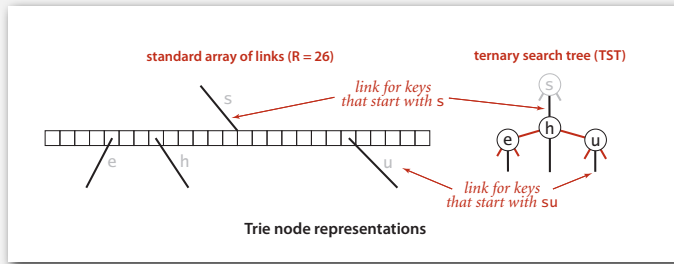 standard array of links (R = 26)
ternary search tree (TST)
s
link for keys
that start with s
s
h
e
u
e
h
u
link for keys
that start with su
Trie node representations